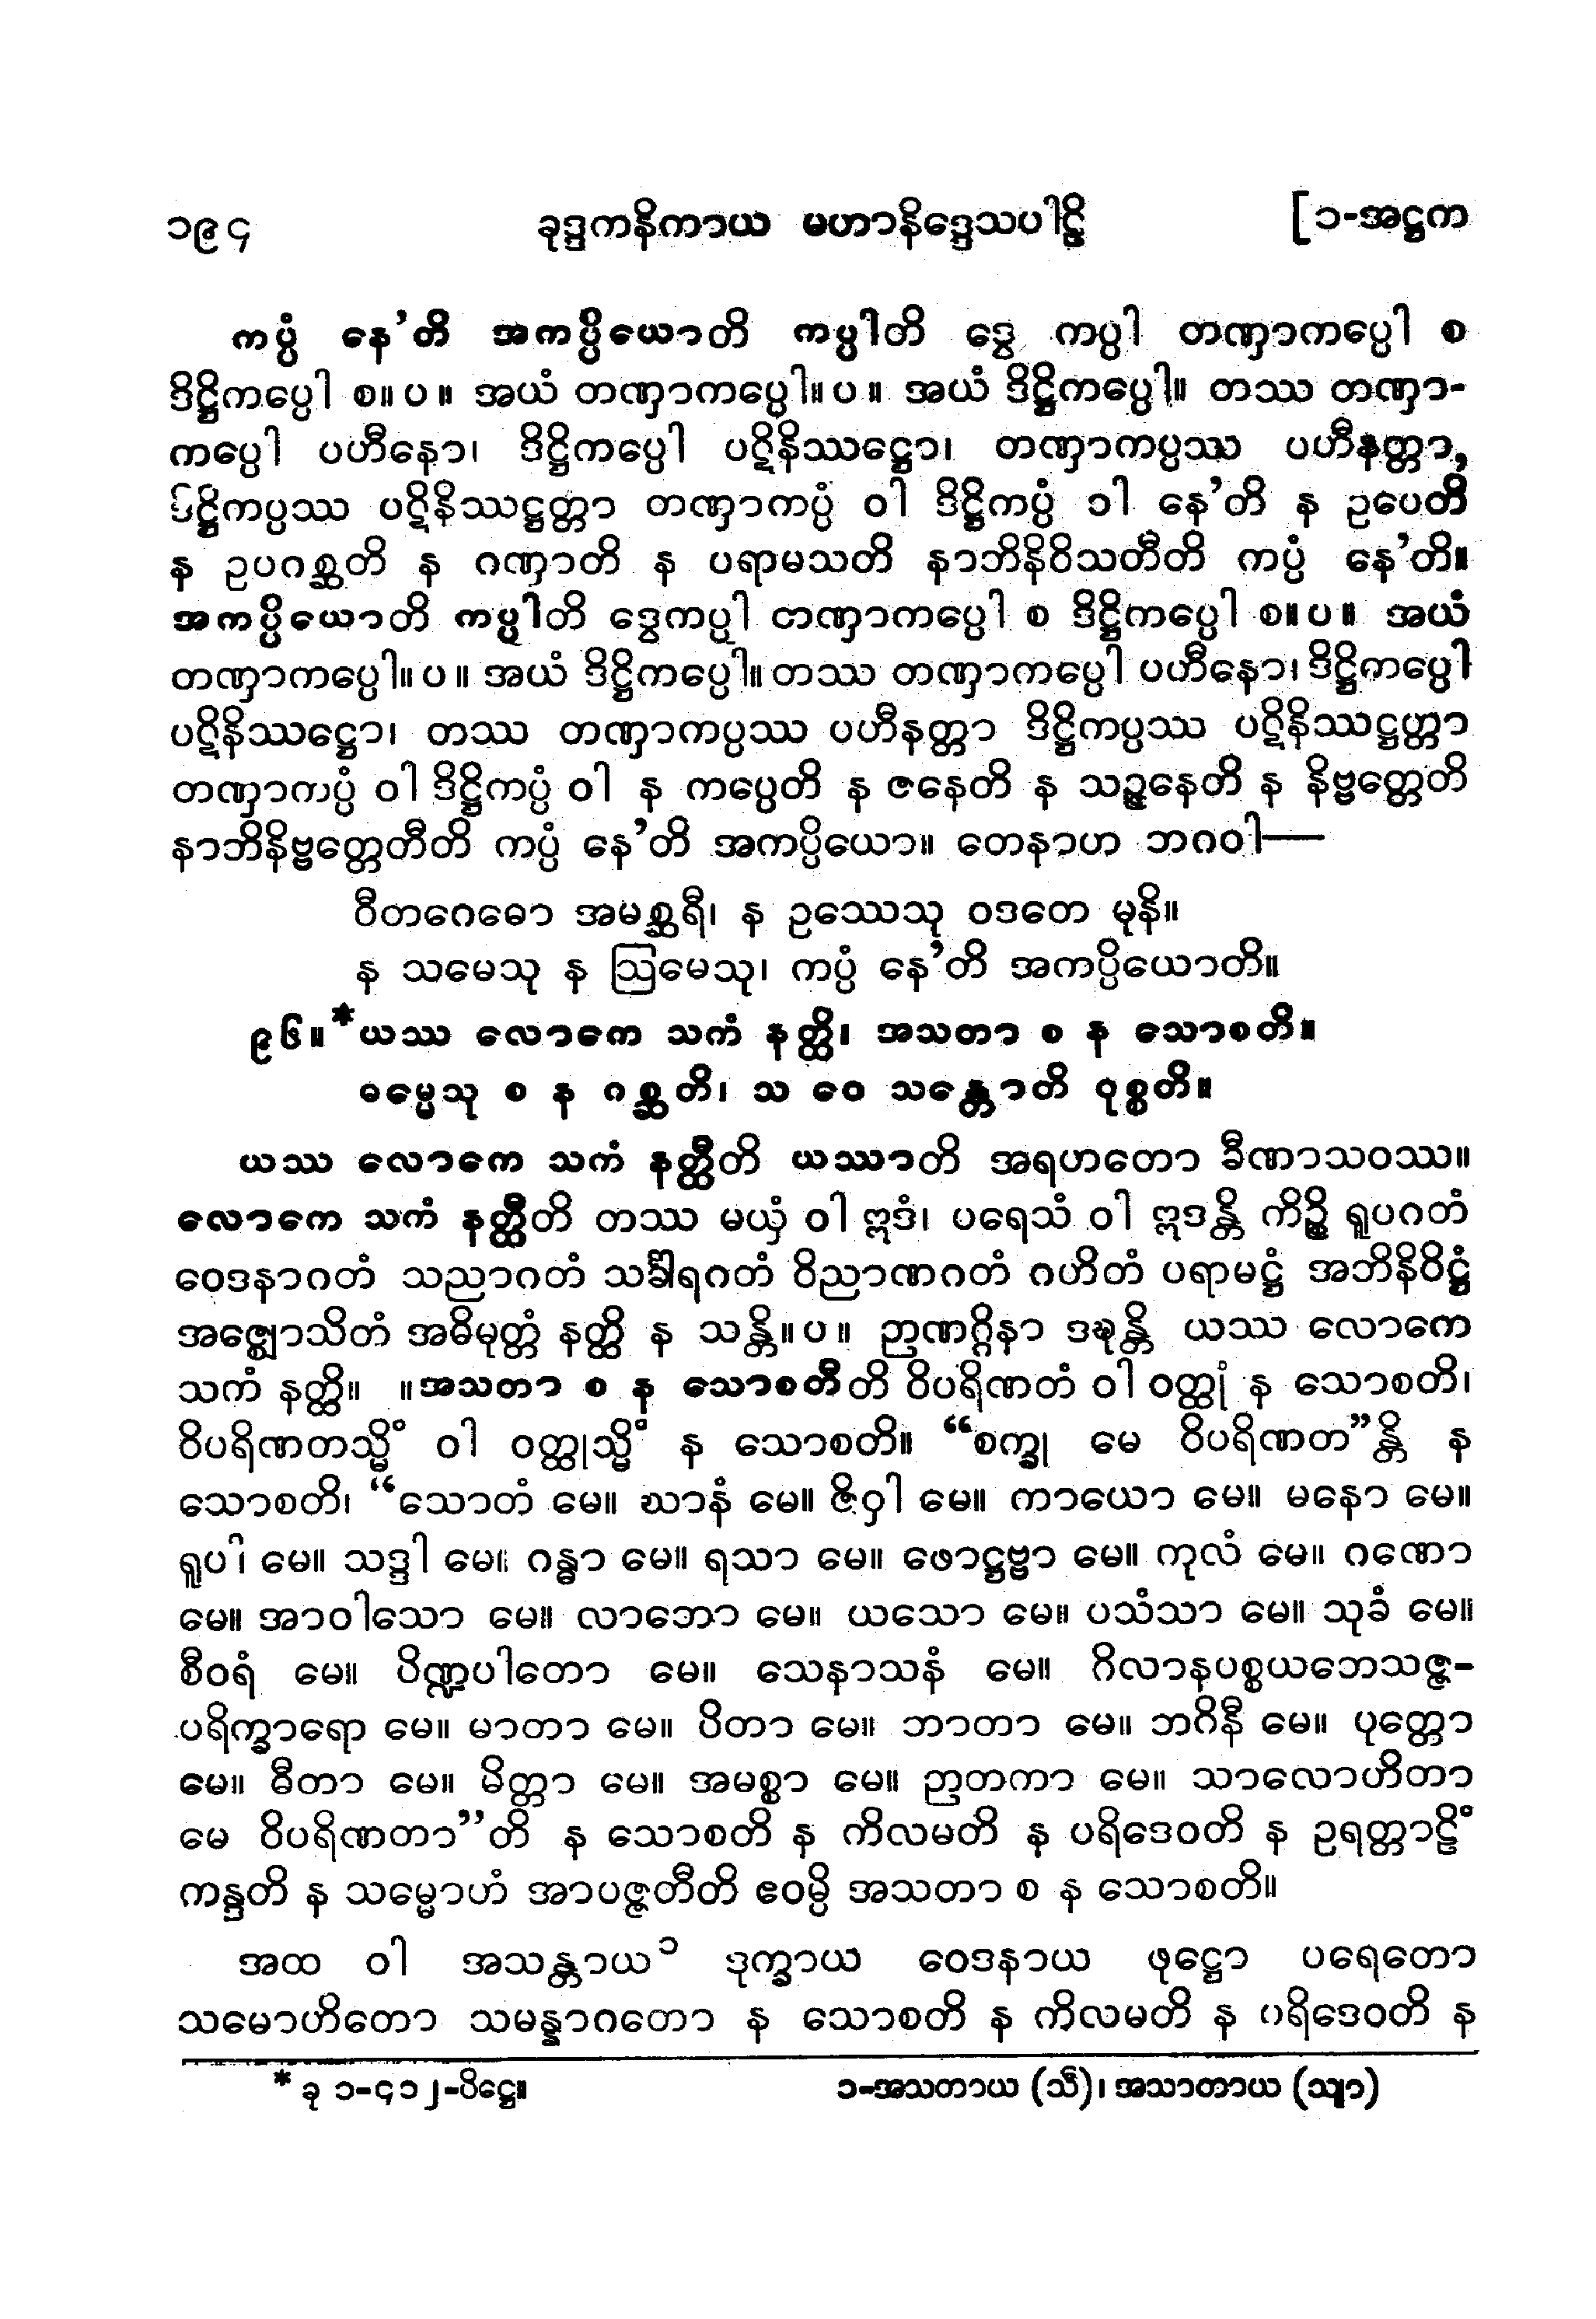 ၁၉၄ ခုဒ္ဒကနိကာယ မဟာနိဒ္ဒေသပါဠိ [၁-အဋ္ဌက
ကပ္ပံ နေ’တိ အကပ္ပိယောတိ ကပ္ပါတိ ဒွေ ကပ္ပါ တဏှာကပ္ပေါ စ
ဒိဋ္ဌိကပ္ပေါ စ။ပ။ အယံ တဏှာကပ္ပေါ။ပ။ အယံ ဒိဋ္ဌိကပ္ပေါ။ တဿ တဏှာ-
ကပ္ပေါ ပဟီနော၊ ဒိဋ္ဌိကပ္ပေါ ပဋိနိဿဋ္ဌော၊ တဏှာကပ္ပဿ ပဟီနတ္တာ,
ဒိဋ္ဌိကပ္ပဿ ပဋိနိဿဋ္ဌတ္တာ တဏှာကပ္ပံ ဝါ ဒိဋ္ဌိကပ္ပံ ဝါ နေ’တိ န ဥပေတိ
န ဥပဂစ္ဆတိ န ဂဏှာတိ န ပရာမသတိ နာဘိနိဝိသတီတိ ကပ္ပံ နေ’တိ။
အကပ္ပိယောတိ ကပ္ပါတိ ဒွေကပ္ပါ တဏှာကပ္ပေါ စ ဒိဋ္ဌိကပ္ပေါ စ။ပ။ အယံ
တဏှာကပ္ပေါ။ပ။ အယံ ဒိဋ္ဌိကပ္ပေါ။ တဿ တဏှာကပ္ပေါ ပဟီနော၊ ဒိဋ္ဌိကပ္ပေါ
ပဋိနိဿဋ္ဌော၊ တဿ တဏှာကပ္ပဿ ပဟီနတ္တာ ဒိဋ္ဌိကပ္ပဿ ပဋိနိဿဋ္ဌတ္တာ
တဏှာကပ္ပံ ဝါ ဒိဋ္ဌိကပ္ပံ ဝါ န ကပ္ပေတိ န ဇနေတိ န သဉ္ဇနေတိ န နိဗ္ဗတ္တေတိ
နာဘိနိဗ္ဗတ္တေတီတိ ကပ္ပံ နေ’တိ အကပ္ပိယော။ တေနာဟ ဘဂဝါ—
ဝီတဂေဓော အမစ္ဆရီ၊ န ဥဿေသု ဝဒတေ မုနိ။
န သမေသု န ဩမေသု၊ ကပ္ပံ နေ’တိ အကပ္ပိယောတိ။
၉၆။*ယဿ လောကေ သကံ နတ္ထိ၊ အသတာ စ န သောစတိ။
ဓမ္မေသု စ န ဂစ္ဆတိ၊ သ ဝေ သန္တောတိ ဝုစ္စတိ။
ယဿ လောကေ သကံ နတ္ထီတိ ယဿာတိ အရဟတော ခီဏာသဝဿ။
လောကေ သကံ နတ္ထီတိ တဿ မယှံ ဝါ ဣဒံ၊ ပရေသံ ဝါ ဣဒန္တိ ကိဉ္စိ ရူပဂတံ
ဝေဒနာဂတံ သညာဂတံ သင်္ခါရဂတံ ဝိညာဏဂတံ ဂဟိတံ ပရာမဋ္ဌံ အဘိနိဝိဋ္ဌံ
အဇ္ဈောသိတံ အဓိမုတ္တံ နတ္ထိ န သန္တိ။ပ။ ဉာဏဂ္ဂိနာ ဒဍ္ဎန္တိ ယဿ လောကေ
သကံ နတ္ထိ။ ။အသတာ စ န သောစတီတိ ဝိပရိဏတံ ဝါ ဝတ္ထုံ န သောစတိ၊
ဝိပရိဏတသ္မိံ ဝါ ဝတ္ထုသ္မိံ န သောစတိ။ “စက္ခု မေ ဝိပရိဏတ”န္တိ န
သောစတိ၊ “သောတံ မေ။ ဃာနံ မေ။ ဇိဝှါ မေ။ ကာယော မေ။ မနော မေ။
ရူပါ မေ။ သဒ္ဒါ မေ။ ဂန္ဓာ မေ။ ရသာ မေ။ ဖောဋ္ဌဗ္ဗာ မေ။ ကုလံ မေ။ ဂဏော
မေ။ အာဝါသော မေ။ လာဘော မေ။ ယသော မေ။ ပသံသာ မေ။ သုခံ မေ။
စီဝရံ မေ။ ပိဏ္ဍပါတော မေ။ သေနာသနံ မေ။ ဂိလာနပစ္စယဘေသဇ္ဇ-
ပရိက္ခာရော မေ။ မာတာ မေ။ ပိတာ မေ။ ဘာတာ မေ။ ဘဂိနီ မေ။ ပုတ္တော
မေ။ ဓီတာ မေ။ မိတ္တာ မေ။ အမစ္စာ မေ။ ဉာတကာ မေ။ သာလောဟိတာ
မေ ဝိပရိဏတာ”တိ န သောစတိ န ကိလမတိ န ပရိဒေဝတိ န ဥရတ္တာဠိံ
ကန္ဒတိ န သမ္မောဟံ အာပဇ္ဇတီတိ ဧဝမ္ပိ အသတာ စ န သောစတိ။
အထ ဝါ အသန္တာယ၁ ဒုက္ခာယ ဝေဒနာယ ဖုဋ္ဌော ပရေတော
သမောဟိတော သမန္နာဂတော န သောစတိ န ကိလမတိ န ပရိဒေဝတိ န
* ခု ၁-၄၁၂-ပိဋ္ဌေ။ ၁-အသတာယ (သီ)၊ အသာတာယ (သျာ)